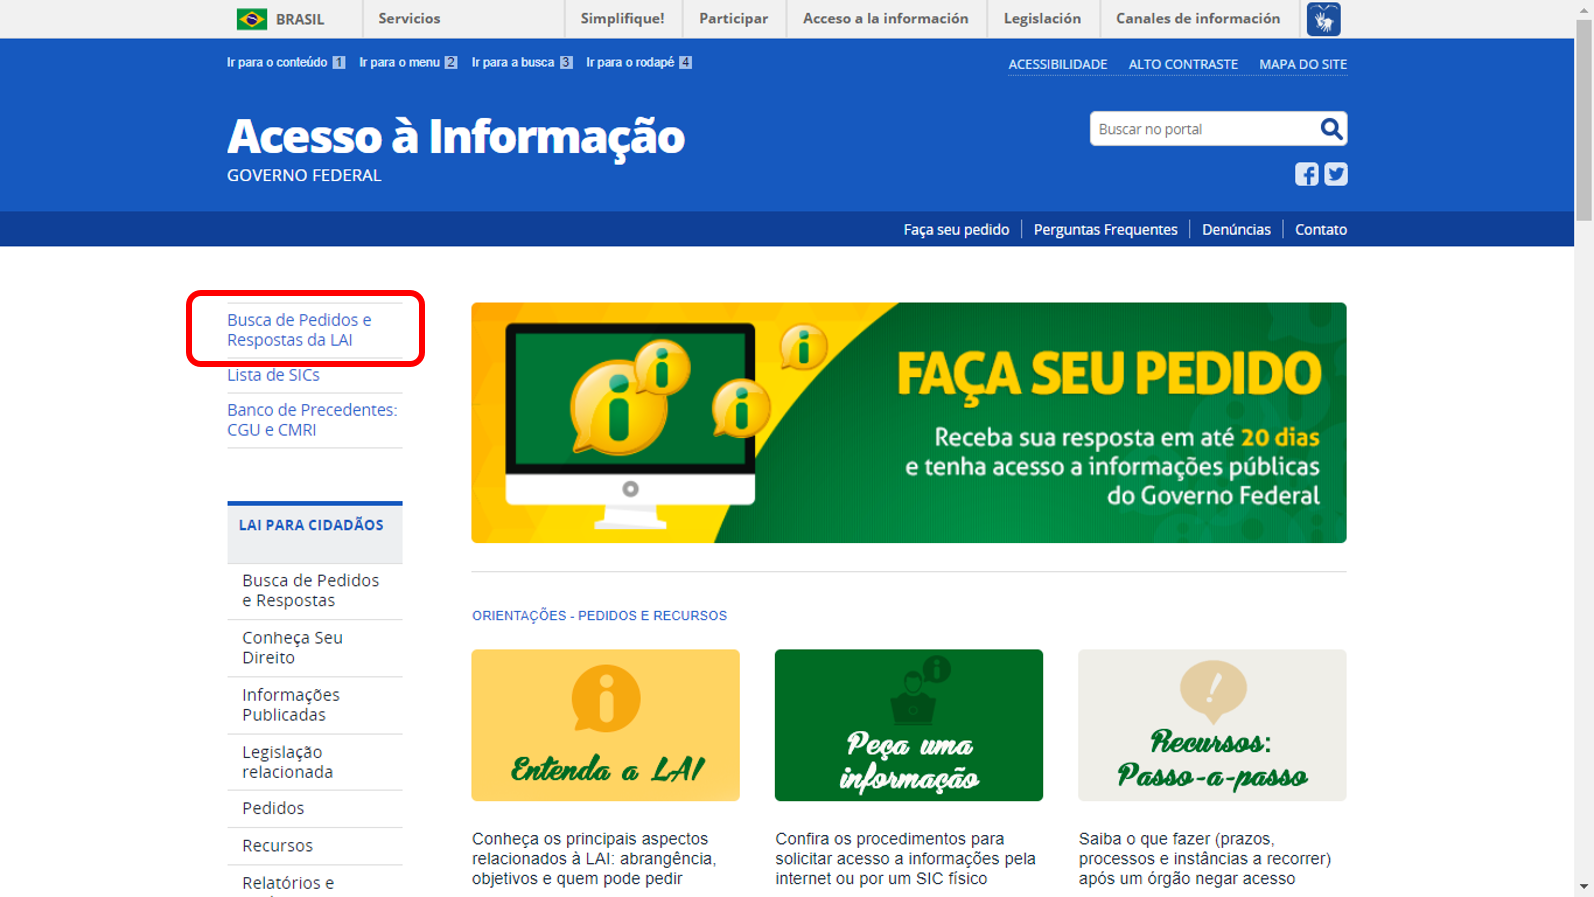 BRASIL
Servicios
Simplifique!
Participar
Acceso a la información
Legislación
Canales de información
Ir para o conteúdo 1
Ir para o menu 2
Ir para a busca 3
Ir para o rodapé 4
ACESSIBILIDADE
ALTO CONTRASTE
MAPA DO SITE
Acesso à Informação
GOVERNO FEDERAL
Buscar no portal
Faça seu pedido
Perguntas Frequentes
Denúncias
Contato
Busca de Pedidos e
Respostas da LAI
Lista de SICs
Banco de Precedentes:
CGU e CMRI
FAÇA SEU PEDIDO
Receba sua resposta em até 20 dias
e tenha acesso a informações públicas
do Governo Federal
LAI PARA CIDADÃOS
Busca de Pedidos
e Respostas
Conheça Seu
Direito
Informações
Publicadas
Legislação
relacionada
Pedidos
Recursos
Relatórios e
ORIENTAÇÕES - PEDIDOS E RECURSOS
Entenda a LAI
Conheça os principais aspectos
relacionados à LAI: abrangência,
objetivos e quem pode pedir
Peça uma
informação
Confira os procedimentos para
solicitar acesso a informações pela
internet ou por um SIC físico
Recursos:
Passo-a-passo
Saiba o que fazer (prazos,
processos e instâncias a recorrer)
após um órgão negar acesso